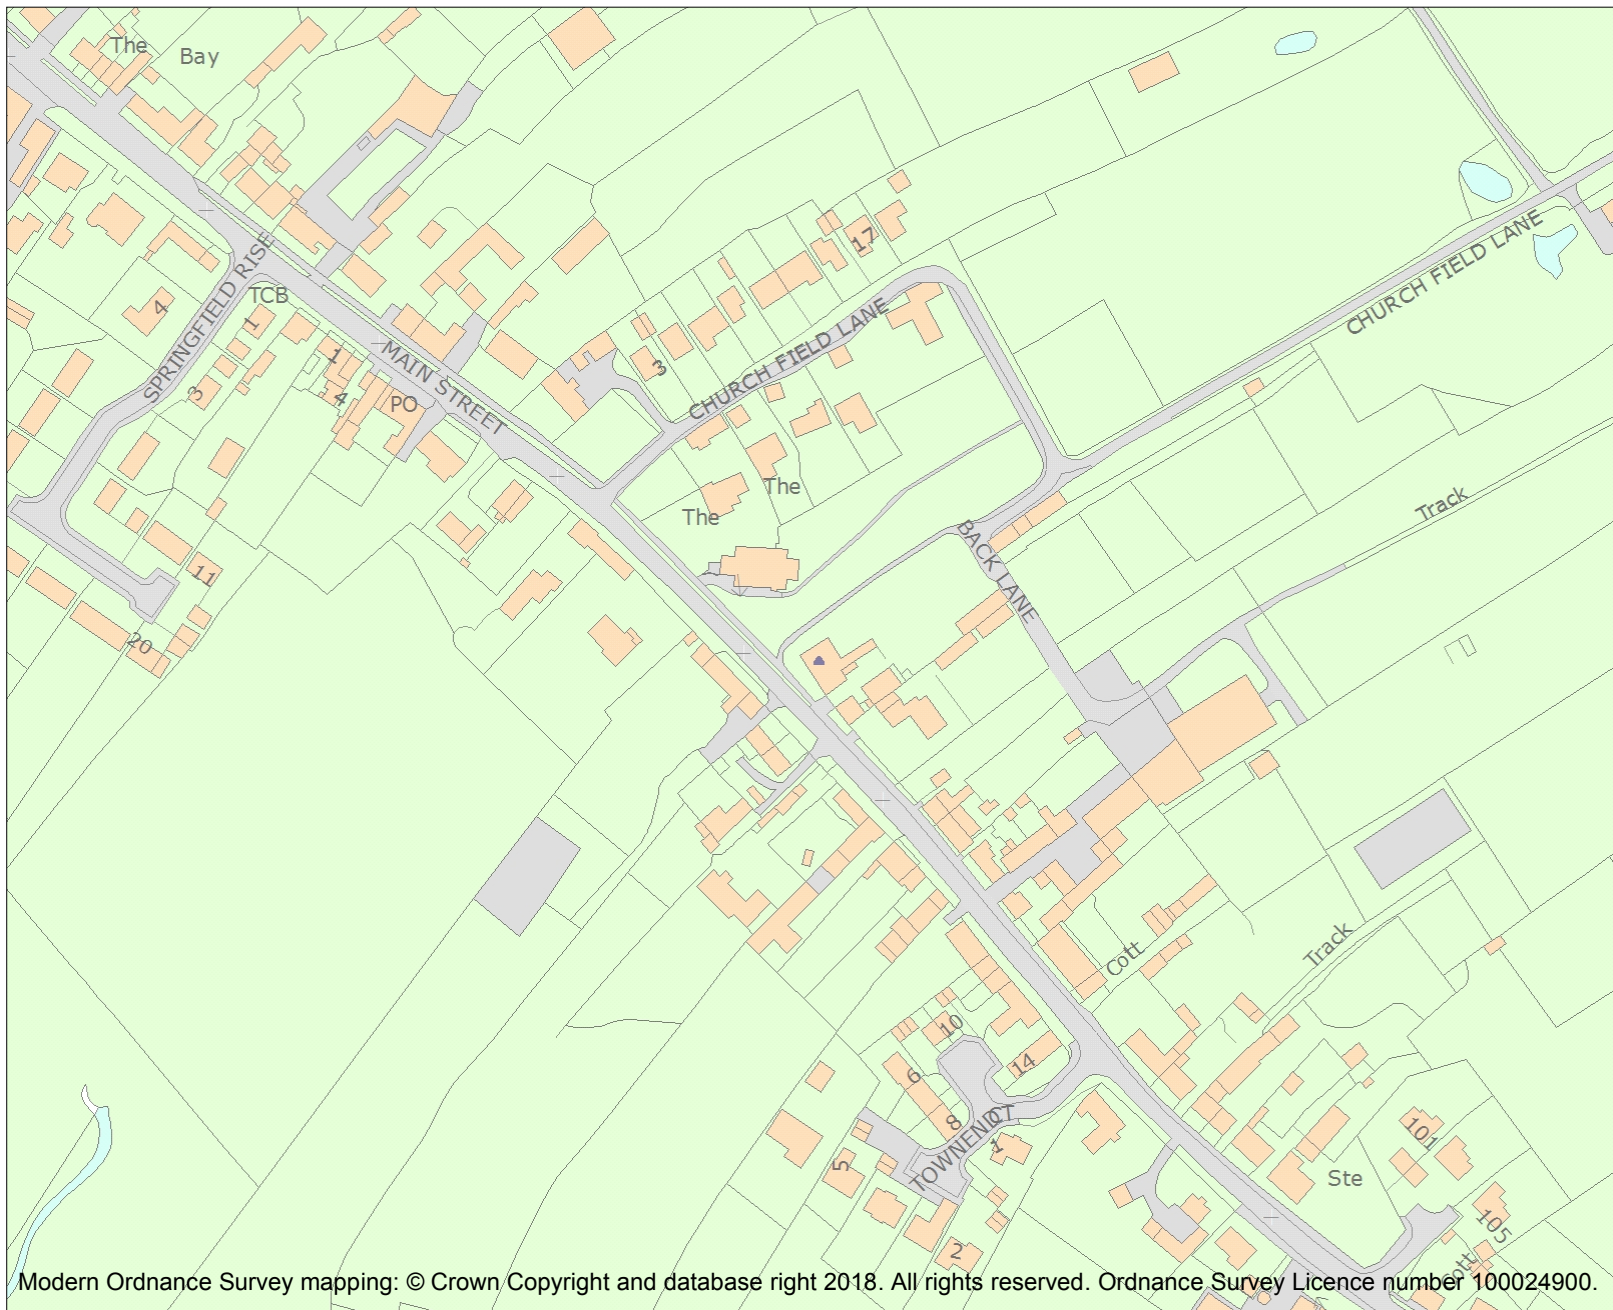 The
Bay
17
SPRINGFIELD RISE
TCB
4
1
CHURCH FIELD LANE
CHURCH FIELD LANE
MAIN STREET
1
3
3
4
PO
The
The
Track
BACK LANE
11
20
Cott
Track
10
14
6
8
TOWNEND CT
1
5
101
Ste
105
2
Cott
Modern Ordnance Survey mapping: © Crown Copyright and database right 2018. All rights reserved. Ordnance Survey Licence number 100024900.